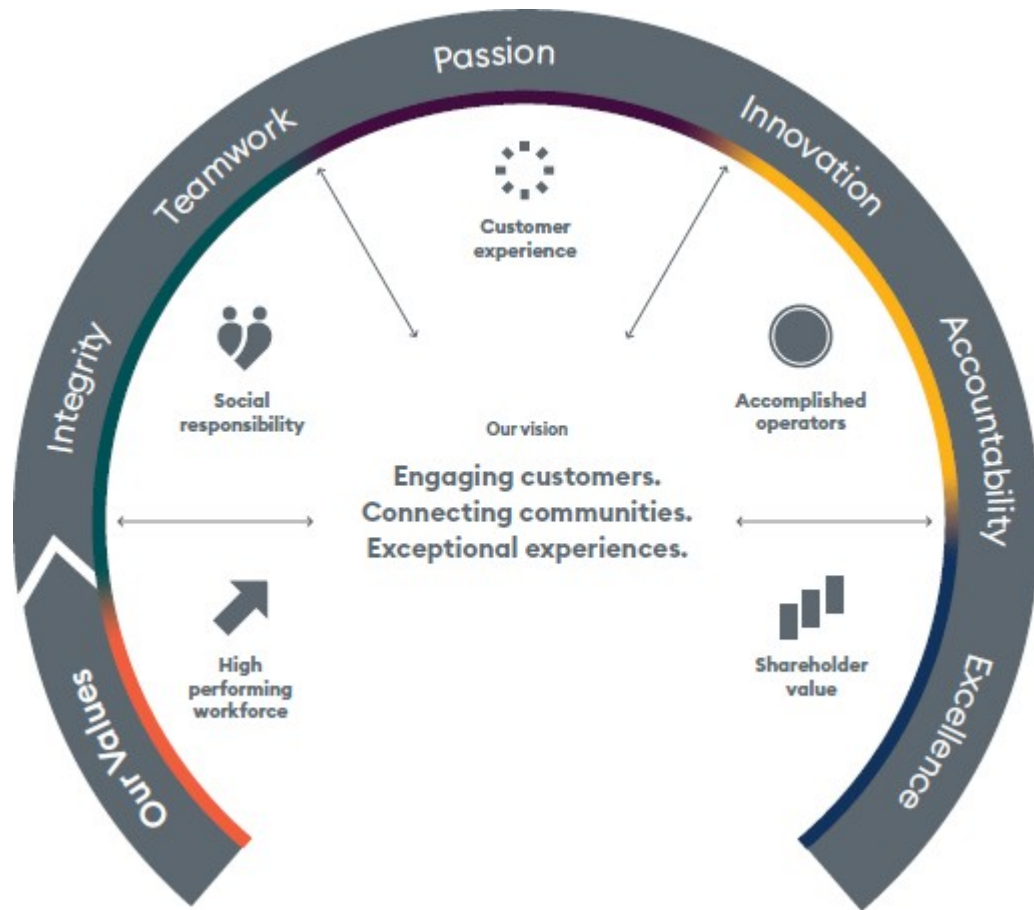 Our Values
Integrity
Teamwork
Passion
Innovation
Accountability
Excellence
Customer
experience
Social
responsibility
Accomplished
operators
Our vision
Engaging customers.
Connecting communities.
Exceptional experiences.
High
performing
workforce
Shareholder
value